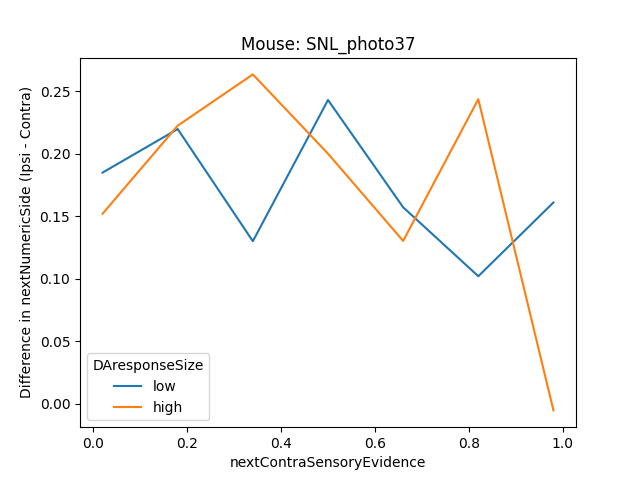 Mouse: SNL_photo37
Difference in nextNumericSide (Ipsi - Contra)
0.25
0.20
0.15
0.10
0.05
0.00
DAresponseSize
low
high
0.0 0.2 0.4 0.6 0.8 1.0
nextContraSensoryEvidence